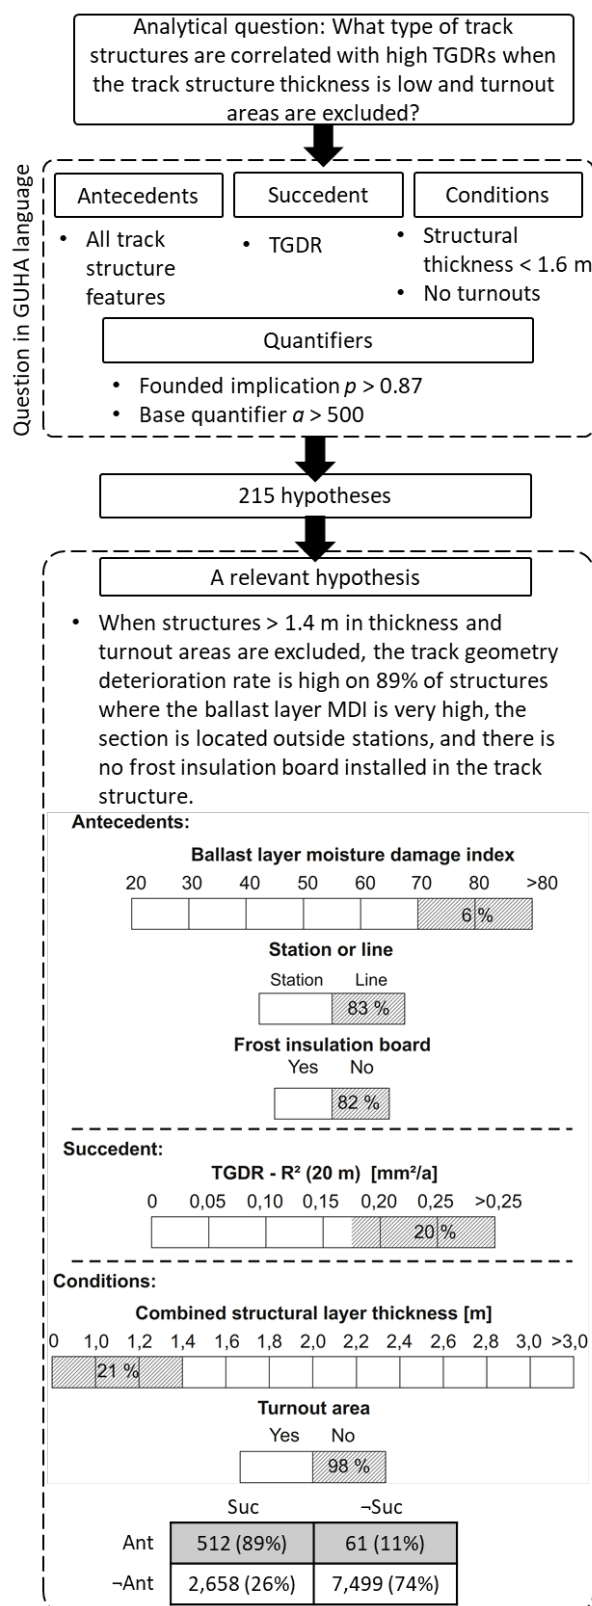 Analytical question: What type of track
structures are correlated with high TGDRs when
the track structure thickness is low and turnout
areas are excluded?
Question in GUHA language
Antecedents
Succedent
Conditions
• All track
structure
features
• TGDR
• Structural
thickness < 1.6 m
• No turnouts
Quantifiers
• Founded implication p > 0.87
• Base quantifier a > 500
215 hypotheses
A relevant hypothesis
• When structures > 1.4 m in thickness and
turnout areas are excluded, the track geometry
deterioration rate is high on 89% of structures
where the ballast layer MDI is very high, the
section is located outside stations, and there is
no frost insulation board installed in the track
structure.
Antecedents:
Ballast layer moisture damage index
20 30 40 50 60 70 80 >80
6 %
Station or line
Station Line
83 %
Frost insulation board
Yes No
82 %
Succedent:
TGDR - R² (20 m) [mm²/a]
0 0,05 0,10 0,15 0,20 0,25 >0,25
20 %
Conditions:
Combined structural layer thickness [m]
0 1,0 1,2 1,4 1,6 1,8 2,0 2,2 2,4 2,6 2,8 3,0 >3,0
21 %
Turnout area
Yes No
98 %
Suc ¬Suc
Ant 512 (89%) 61 (11%)
¬Ant 2,658 (26%) 7,499 (74%)